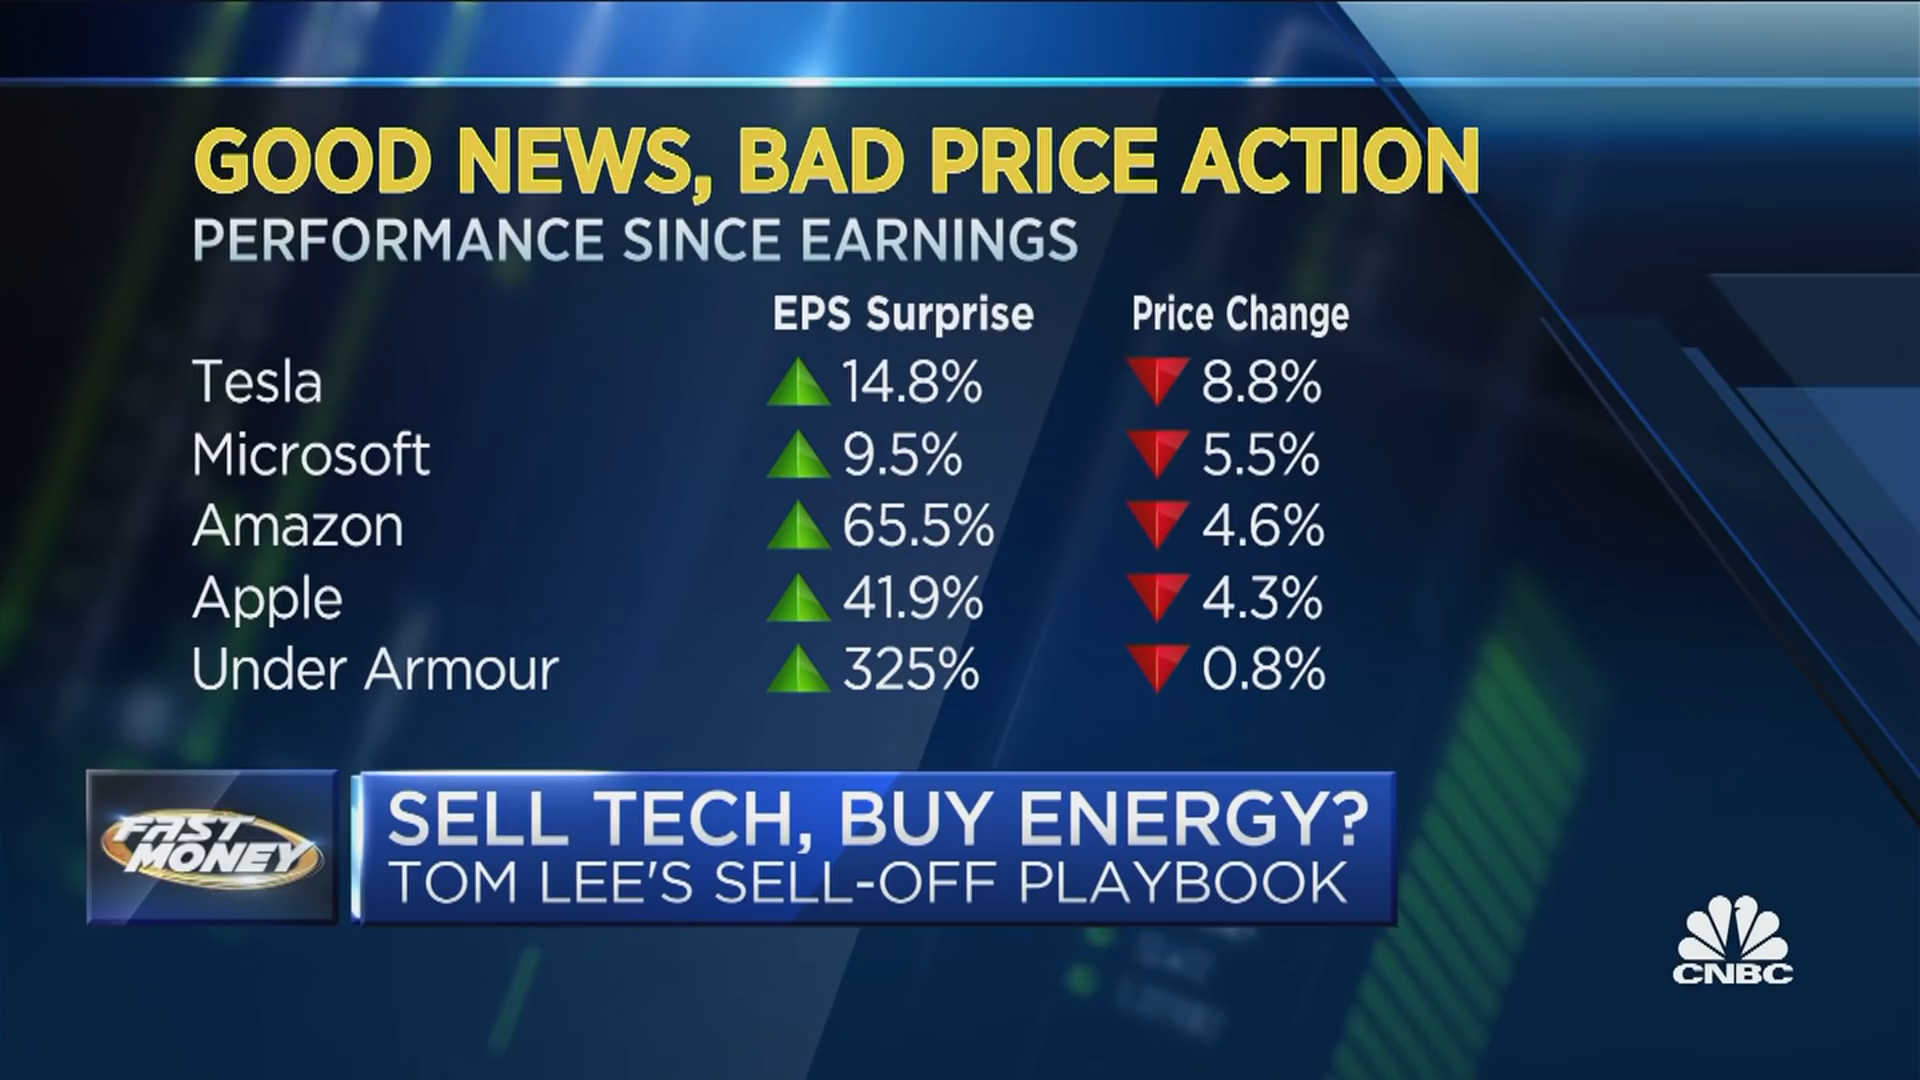 GOOD NEWS, BAD PRICE ACTION
PERFORMANCE SINCE EARNINGS
EPS Surprise Price Change
Tesla 14.8% 8.8%
Microsoft 9.5% 5.5%
Amazon 65.5% 4.6%
Apple 41.9% 4.3%
Under Armour 325% 0.8%
FAST MONEY
SELL TECH, BUY ENERGY?
TOM LEE'S SELL-OFF PLAYBOOK
CNBC